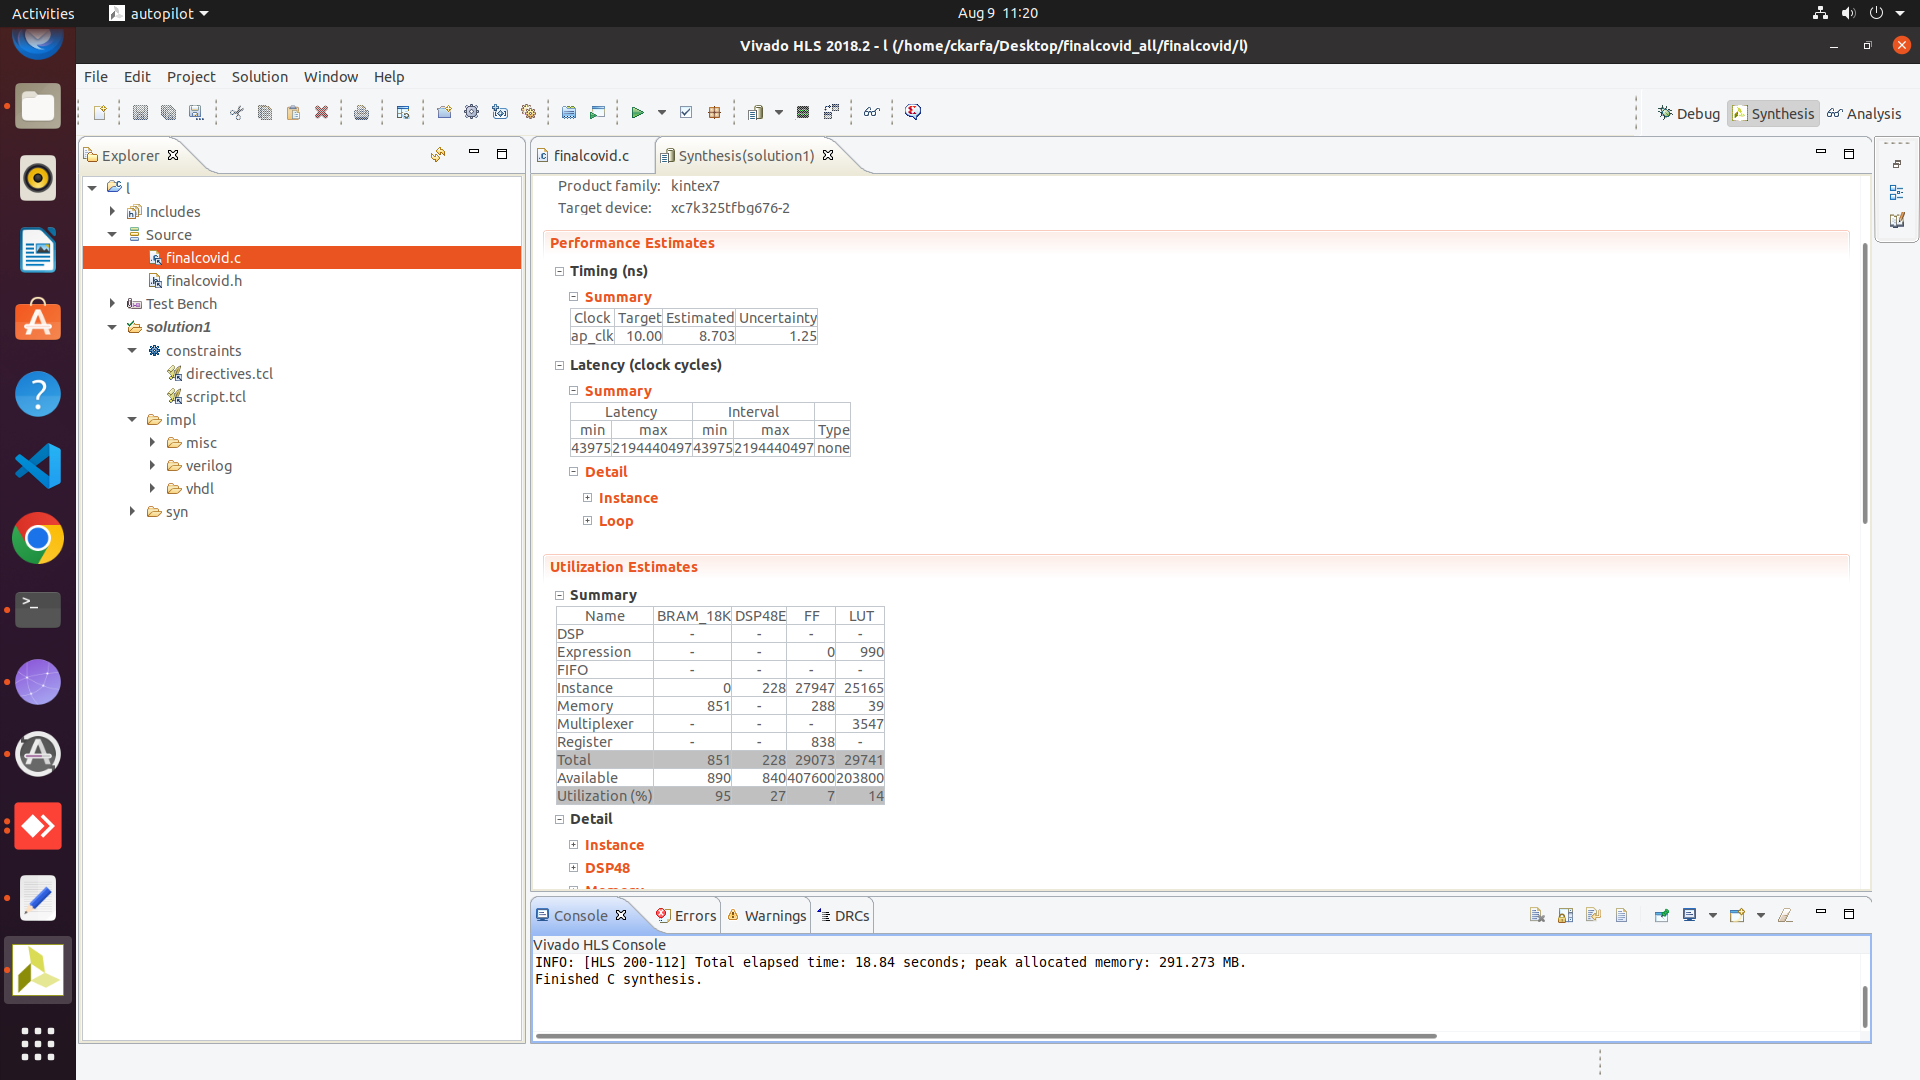 Activities autopilot Aug 9 11:20
Vivado HLS 2018.2 - l (/home/ckarfa/Desktop/finalcovid_all/finalcovid/l)
File Edit Project Solution Window Help
Debug Synthesis Analysis
Explorer
l
Includes
Source
finalcovid.c
finalcovid.h
Test Bench
solution1
constraints
directives.tcl
script.tcl
impl
misc
verilog
vhdl
syn
finalcovid.c Synthesis(solution1)
Product family: kintex7
Target device: xc7k325tfbg676-2
Performance Estimates
Timing (ns)
Summary
Clock Target Estimated Uncertainty
ap_clk 10.00 8.703 1.25
Latency (clock cycles)
Summary
Latency Interval
min max min max Type
43975 2194440497 43975 2194440497 none
Detail
Instance
Loop
Utilization Estimates
Summary
Name BRAM_18K DSP48E FF LUT
DSP - - - -
Expression - - 0 990
FIFO - - - -
Instance 0 228 27947 25165
Memory 851 - 288 39
Multiplexer - - - 3547
Register - - 838 -
Total 851 228 29073 29741
Available 890 840 407600 203800
Utilization (%) 95 27 7 14
Detail
Instance
DSP48
Memory
Console Errors Warnings DRCs
Vivado HLS Console
INFO: [HLS 200-112] Total elapsed time: 18.84 seconds; peak allocated memory: 291.273 MB.
Finished C synthesis.